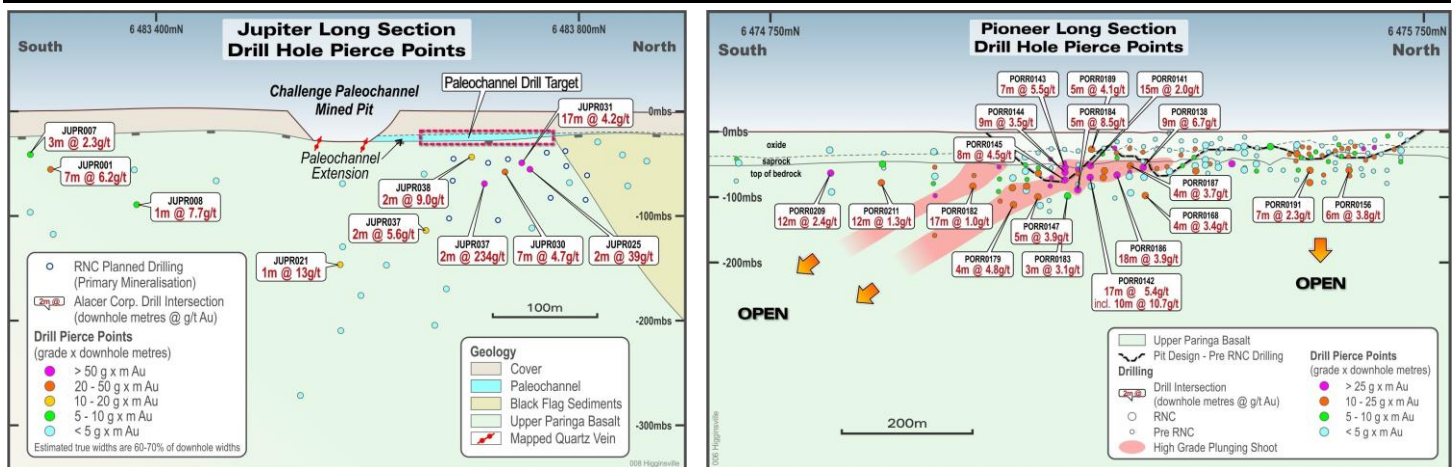 6 483 400mN
6 483 800mN
Jupiter Long Section
Drill Hole Pierce Points
South
North
Paleochannel Drill Target
Challenge Paleochannel
Mined Pit
JUPR031
17m @ 4.2g/t
0mbs
JUPR007
3m @ 2.3g/t
JUPR001
7m @ 6.2g/t
Paleochannel
Extension
JUPR038
2m @ 9.0g/t
JUPR008
1m @ 7.7g/t
-100mbs
JUPR037
2m @ 5.6g/t
JUPR021
1m @ 13g/t
JUPR037
2m @ 234g/t
JUPR030
7m @ 4.7g/t
JUPR025
2m @ 39g/t
RNC Planned Drilling
(Primary Mineralisation)
2m @
Alacer Corp. Drill Intersection
(downhole metres @ g/t Au)
Drill Pierce Points
(grade x downhole metres)
> 50 g x m Au
20 - 50 g x m Au
10 - 20 g x m Au
5 - 10 g x m Au
< 5 g x m Au
Estimated true widths are 60-70% of downhole widths
100m
-200mbs
Geology
Cover
Paleochannel
Black Flag Sediments
Upper Paringa Basalt
Mapped Quartz Vein
-300mbs
008 Higginsville
6 474 750mN
6 475 750mN
Pioneer Long Section
Drill Hole Pierce Points
South
North
PORR0143
7m @ 5.5g/t
PORR0189
5m @ 4.1g/t
PORR0141
15m @ 2.0g/t
PORR0144
9m @ 3.5g/t
PORR0184
5m @ 8.5g/t
PORR0138
9m @ 6.7g/t
PORR0145
8m @ 4.5g/t
0mbs
0mbs
oxide
saprock
top of bedrock
-100mbs
-100mbs
PORR0209
12m @ 2.4g/t
PORR0211
12m @ 1.3g/t
PORR0182
17m @ 1.0g/t
PORR0147
5m @ 3.9g/t
PORR0187
4m @ 3.7g/t
PORR0168
4m @ 3.4g/t
PORR0191
7m @ 2.3g/t
PORR0156
6m @ 3.8g/t
PORR0179
4m @ 4.8g/t
PORR0183
3m @ 3.1g/t
PORR0186
18m @ 3.9g/t
PORR0142
17m @ 5.4g/t
incl. 10m @ 10.7g/t
-200mbs
-200mbs
OPEN
OPEN
200m
Upper Paringa Basalt
Pit Design - Pre RNC Drilling
Drilling
2m @
Drill Intersection
(downhole metres @ g/t Au)
RNC
Pre RNC
High Grade Plunging Shoot
Drill Pierce Points
(grade x downhole metres)
> 25 g x m Au
10 - 25 g x m Au
5 - 10 g x m Au
< 5 g x m Au
006 Higginsville